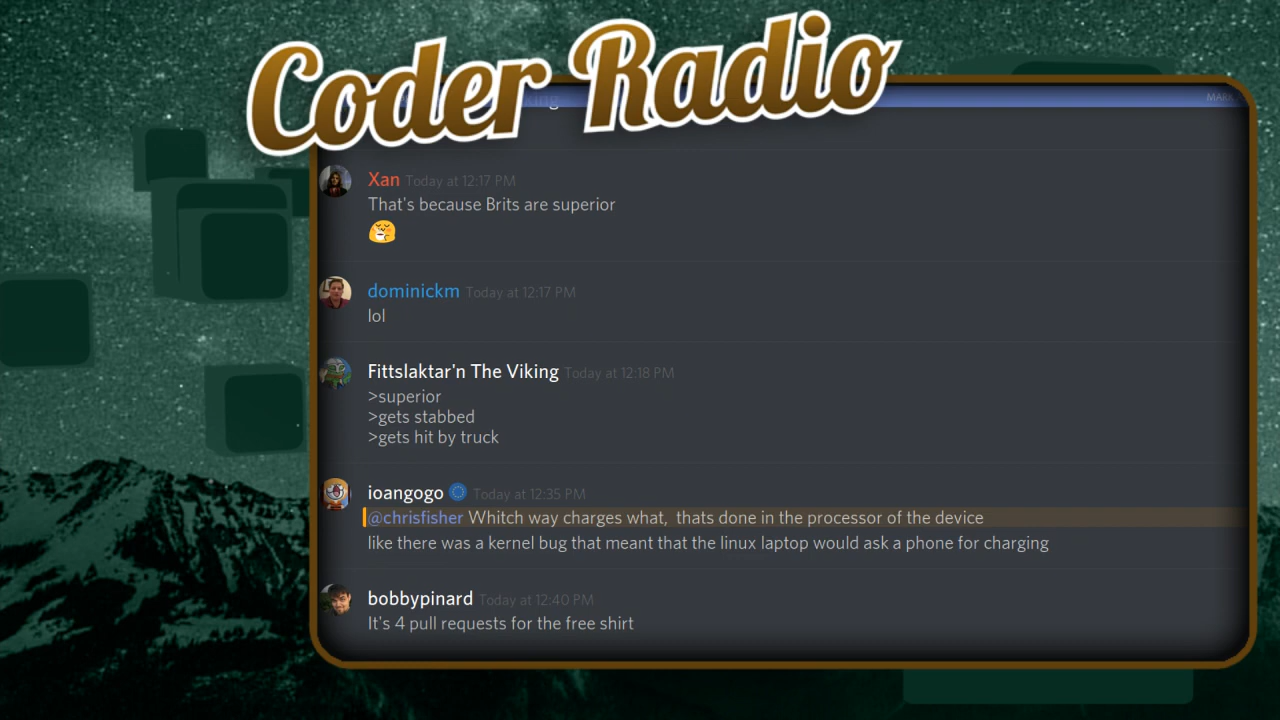 Coder Radio
MARK
Xan Today at 12:17 PM
That's because Brits are superior
dominickm Today at 12:17 PM
lol
Fittslaktar'n The Viking Today at 12:18 PM
>superior
>gets stabbed
>gets hit by truck
ioangogo Today at 12:35 PM
@chrisfisher Whitch way charges what,  thats done in the processor of the device
like there was a kernel bug that meant that the linux laptop would ask a phone for charging
bobbypinard Today at 12:40 PM
It's 4 pull requests for the free shirt